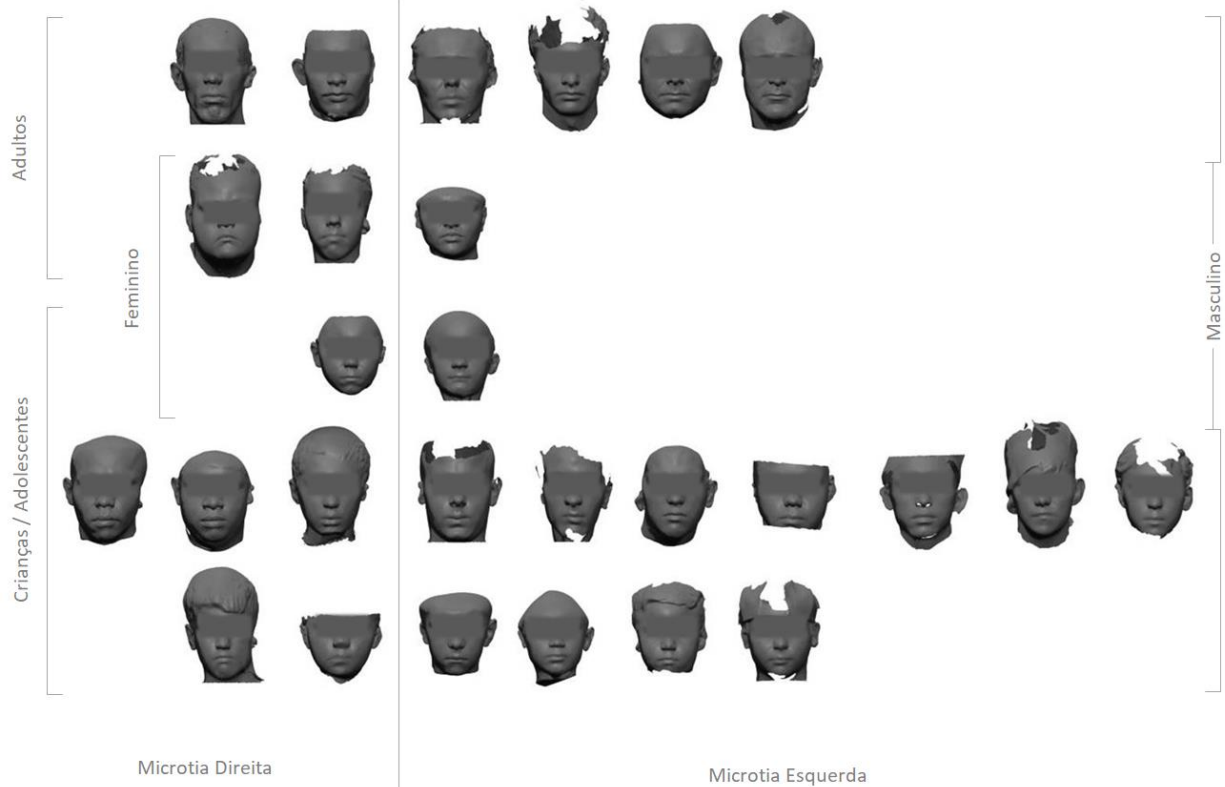 Adultos
Feminino
Masculino
Crianças / Adolescentes
Microtia Direita
Microtia Esquerda